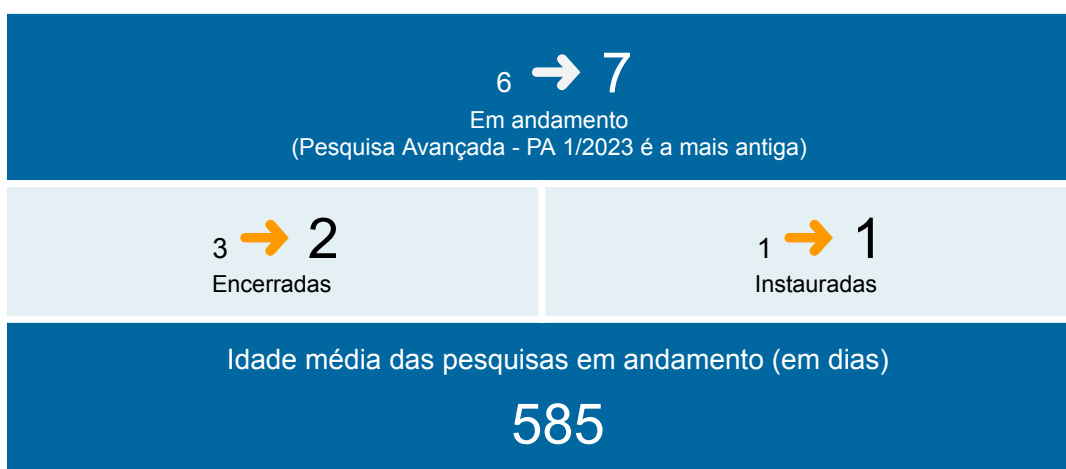 6 ➜ 7
Em andamento
(Pesquisa Avançada - PA 1/2023 é a mais antiga)
3 ➜ 2
Encerradas
1 ➜ 1
Instauradas
Idade média das pesquisas em andamento (em dias)
585